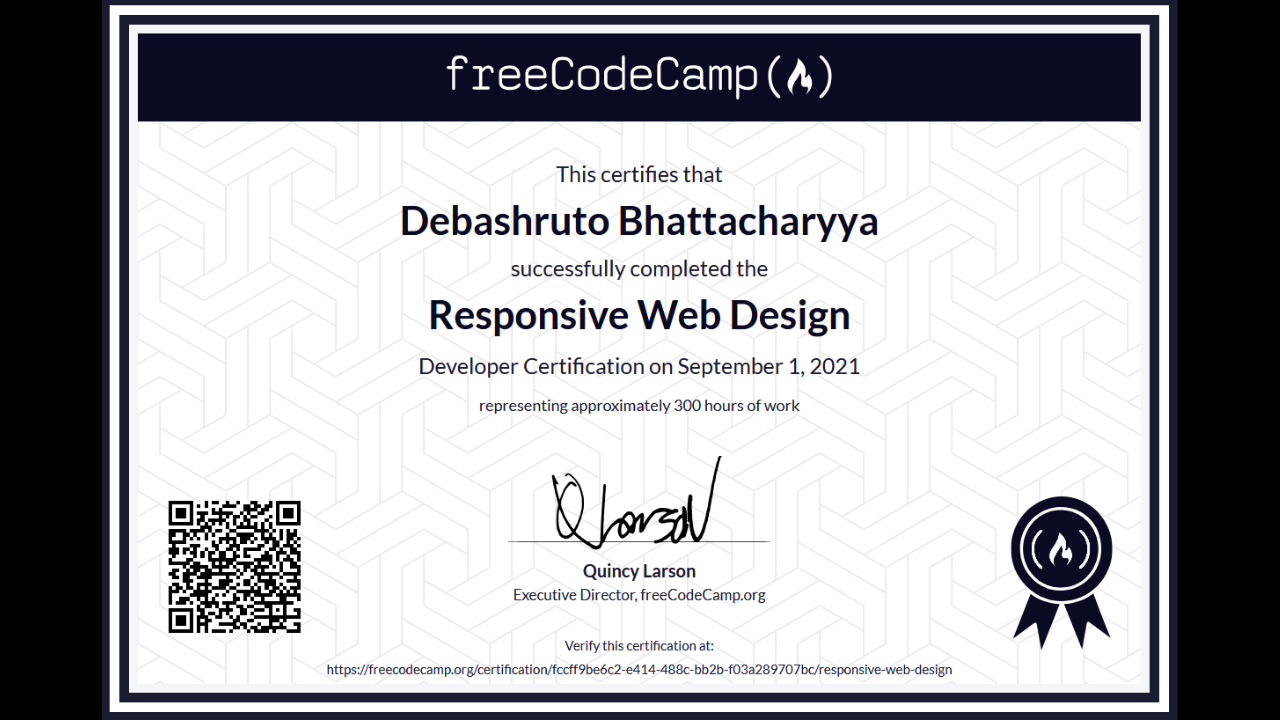 freeCodeCamp
This certifies that
Debashruto Bhattacharyya
successfully completed the
Responsive Web Design
Developer Certification on September 1, 2021
representing approximately 300 hours of work
Quincy Larson
Executive Director, freeCodeCamp.org
Verify this certification at:
https://freecodecamp.org/certification/fccff9be6c2-e414-488c-bb2b-f03a289707bc/responsive-web-design